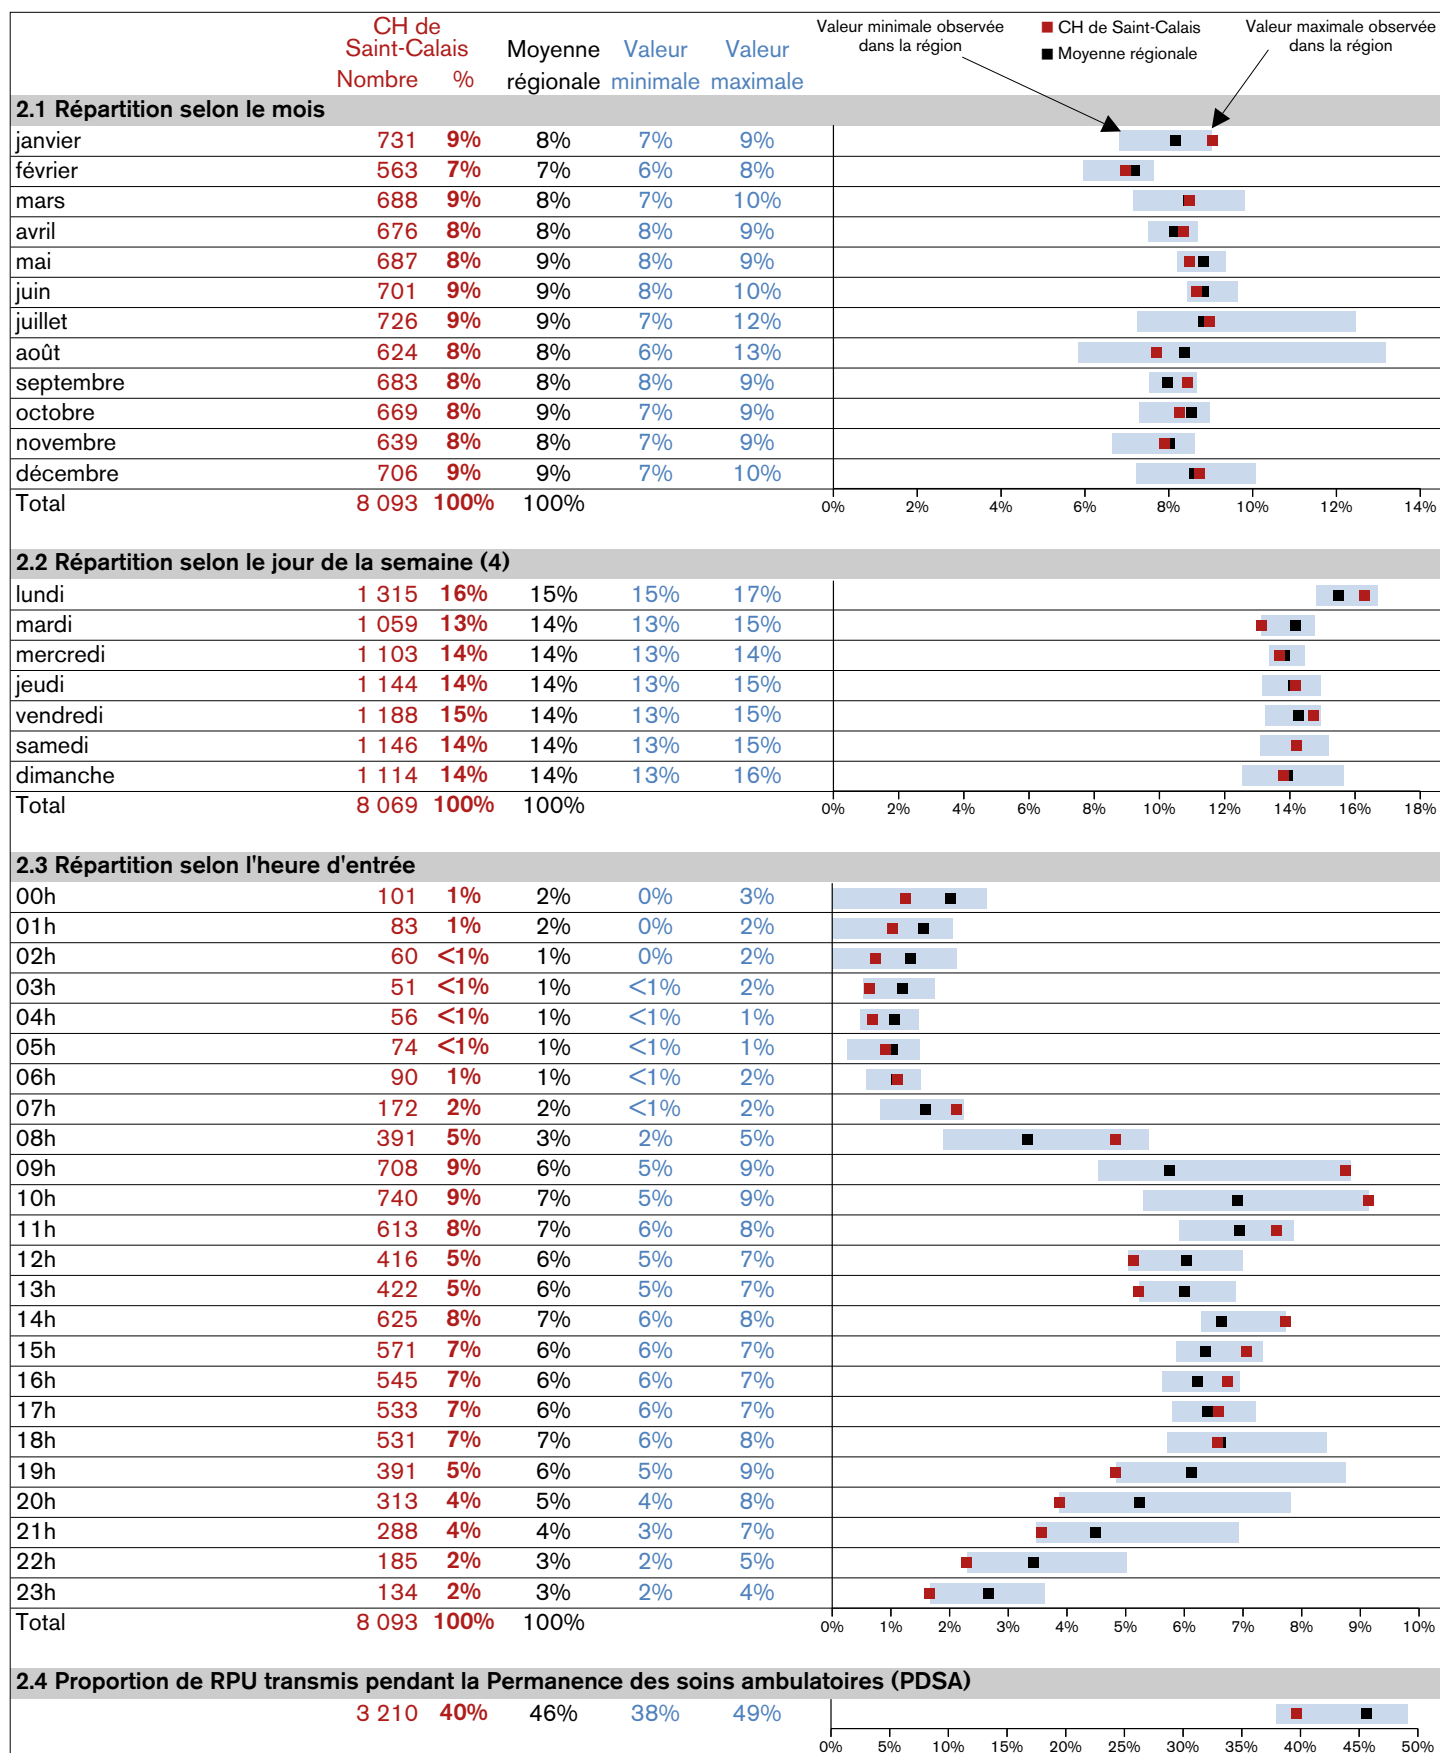 CH de Saint-Calais Moyenne régionale Valeur minimale Valeur maximale
Nombre %
Valeur minimale observée dans la région
CH de Saint-Calais
Moyenne régionale
Valeur maximale observée dans la région
2.1 Répartition selon le mois
janvier 731 9% 8% 7% 9%
février 563 7% 7% 6% 8%
mars 688 9% 8% 7% 10%
avril 676 8% 8% 8% 9%
mai 687 8% 9% 8% 9%
juin 701 9% 9% 8% 10%
juillet 726 9% 9% 7% 12%
août 624 8% 8% 6% 13%
septembre 683 8% 8% 8% 9%
octobre 669 8% 9% 7% 9%
novembre 639 8% 8% 7% 9%
décembre 706 9% 9% 7% 10%
Total 8 093 100% 100%
0% 2% 4% 6% 8% 10% 12% 14%
2.2 Répartition selon le jour de la semaine (4)
lundi 1 315 16% 15% 15% 17%
mardi 1 059 13% 14% 13% 15%
mercredi 1 103 14% 14% 13% 14%
jeudi 1 144 14% 14% 13% 15%
vendredi 1 188 15% 14% 13% 15%
samedi 1 146 14% 14% 13% 15%
dimanche 1 114 14% 14% 13% 16%
Total 8 069 100% 100%
0% 2% 4% 6% 8% 10% 12% 14% 16% 18%
2.3 Répartition selon l'heure d'entrée
00h 101 1% 2% 0% 3%
01h 83 1% 2% 0% 2%
02h 60 <1% 1% 0% 2%
03h 51 <1% 1% <1% 2%
04h 56 <1% 1% <1% 1%
05h 74 <1% 1% <1% 1%
06h 90 1% 1% <1% 2%
07h 172 2% 2% <1% 2%
08h 391 5% 3% 2% 5%
09h 708 9% 6% 5% 9%
10h 740 9% 7% 5% 9%
11h 613 8% 7% 6% 8%
12h 416 5% 6% 5% 7%
13h 422 5% 6% 5% 7%
14h 625 8% 7% 6% 8%
15h 571 7% 6% 6% 7%
16h 545 7% 6% 6% 7%
17h 533 7% 6% 6% 7%
18h 531 7% 7% 6% 8%
19h 391 5% 6% 5% 9%
20h 313 4% 5% 4% 8%
21h 288 4% 4% 3% 7%
22h 185 2% 3% 2% 5%
23h 134 2% 3% 2% 4%
Total 8 093 100% 100%
0% 1% 2% 3% 4% 5% 6% 7% 8% 9% 10%
2.4 Proportion de RPU transmis pendant la Permanence des soins ambulatoires (PDSA)
3 210 40% 46% 38% 49%
0% 5% 10% 15% 20% 25% 30% 35% 40% 45% 50%